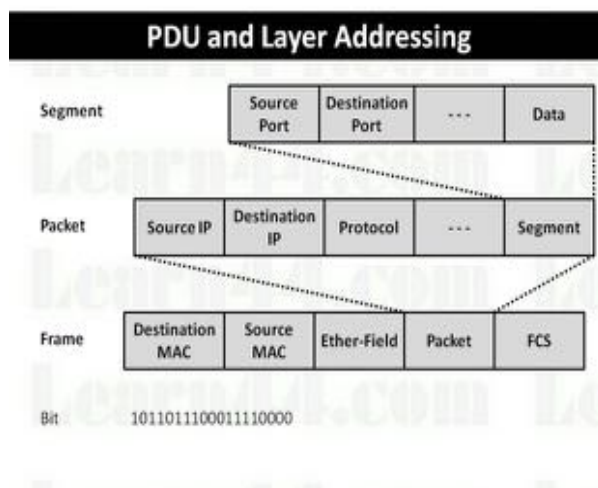 PDU and Layer Addressing
Segment
Source
Port
Destination
Port
---
Data
Packet
Source IP
Destination
IP
Protocol
---
Segment
Frame
Destination
MAC
Source
MAC
Ether-Field
Packet
FCS
Bit
1011011100011110000